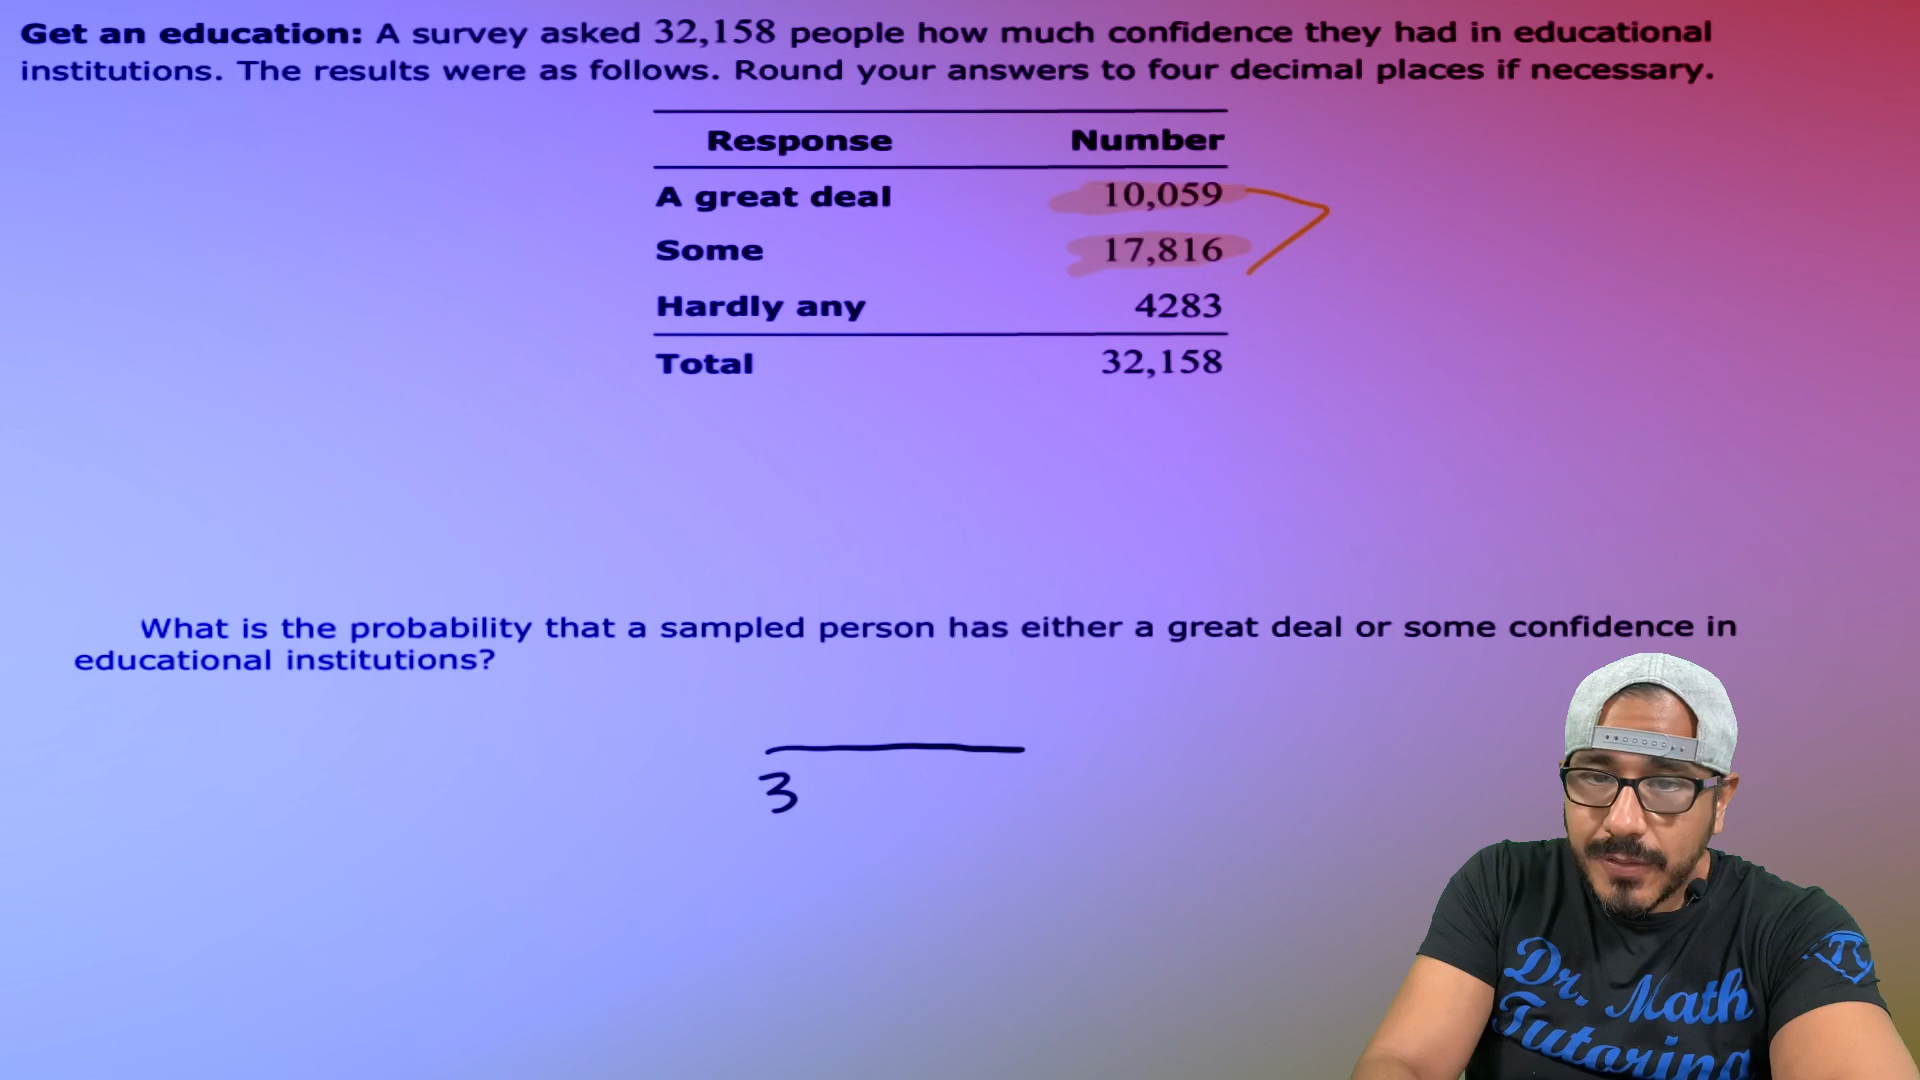 Get an education: A survey asked 32,158 people how much confidence they had in educational
institutions. The results were as follows. Round your answers to four decimal places if necessary.
Response Number
A great deal 10,059
Some 17,816
Hardly any 4283
Total 32,158
What is the probability that a sampled person has either a great deal or some confidence in
educational institutions?
3
Dr. Math
Tutoring